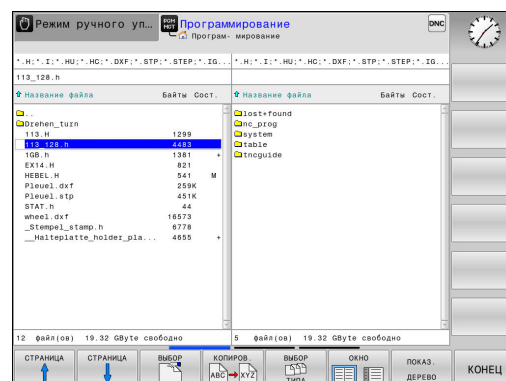 Режим ручного уп... PGM MGT Программирование DNC
Програм- мирование
*.H;*.I;*.HU;*.HC;*.DXF;*.STP;*.STEP;*.IG... *.H;*.I;*.HU;*.HC;*.DXF;*.STP;*.STEP;*.IG...
113_128.h
Название файла Байты Сост. Название файла Байты Сост.
.. lost+found
Drehen_turn nc_prog
113.H 1299 system
113_128.h 4483 table
1GB.h 1381 + tncguide
EX14.H 821
HEBEL.H 541 M
Pleuel.dxf 259K
Pleuel.stp 451K
STAT.h 44
wheel.dxf 16573
_Stempel_stamp.h 6778
__Halteplatte_holder_pla... 4655 +
12 файл(ов) 19.32 GByte свободно 5 файл(ов) 19.32 GByte свободно
СТРАНИЦА СТРАНИЦА ВЫБОР КОПИРОВ. ВЫБОР ОКНО ПОКАЗ.
ABC XYZ ТИПА ДЕРЕВО КОНЕЦ